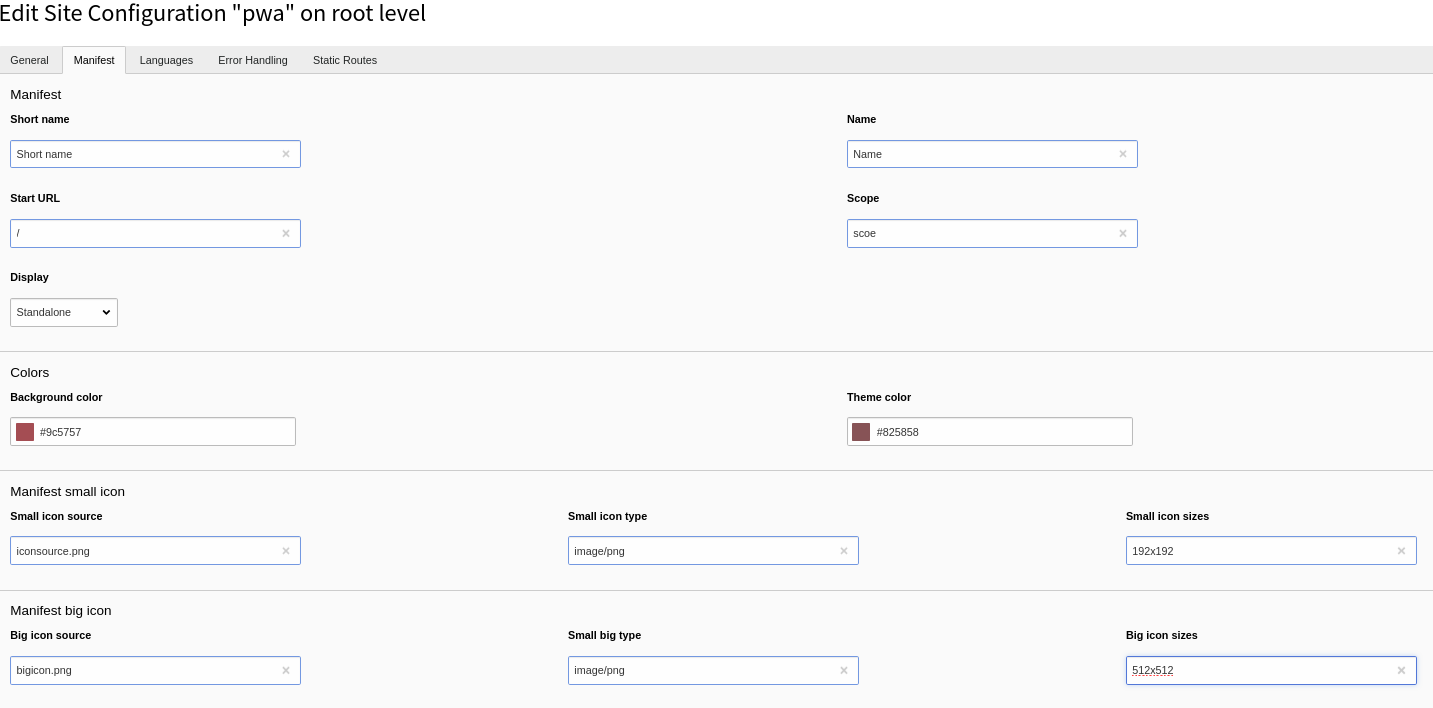 Edit Site Configuration "pwa" on root level
General Manifest Languages Error Handling Static Routes
Manifest
Short name Name
Short name × Name ×
Start URL Scope
/ × scoe ×
Display
Standalone
Colors
Background color Theme color
#9c5757 #825858
Manifest small icon
Small icon source Small icon type Small icon sizes
iconsource.png × image/png × 192x192 ×
Manifest big icon
Big icon source Small big type Big icon sizes
bigicon.png × image/png × 512x512 ×